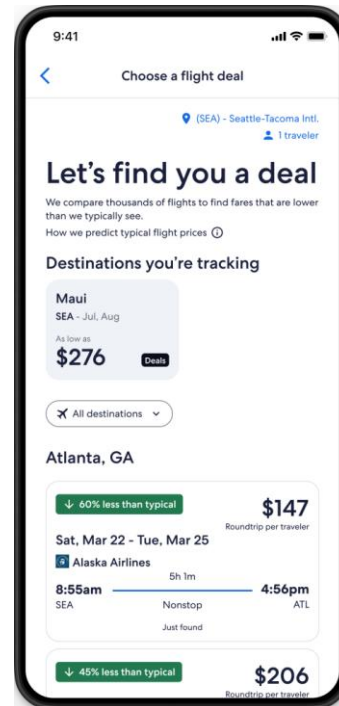 9:41
Choose a flight deal
(SEA) - Seattle-Tacoma Intl.
1 traveler
Let's find you a deal
We compare thousands of flights to find fares that are lower
than we typically see.
How we predict typical flight prices
Destinations you're tracking
Maui
SEA - Jul, Aug
As low as
$276
Deals
All destinations
Atlanta, GA
60% less than typical
$147
Roundtrip per traveler
Sat, Mar 22 - Tue, Mar 25
Alaska Airlines
5h 1m
8:55am
4:56pm
SEA
Nonstop
ATL
Just found
45% less than typical
$206
Roundtrip per traveler